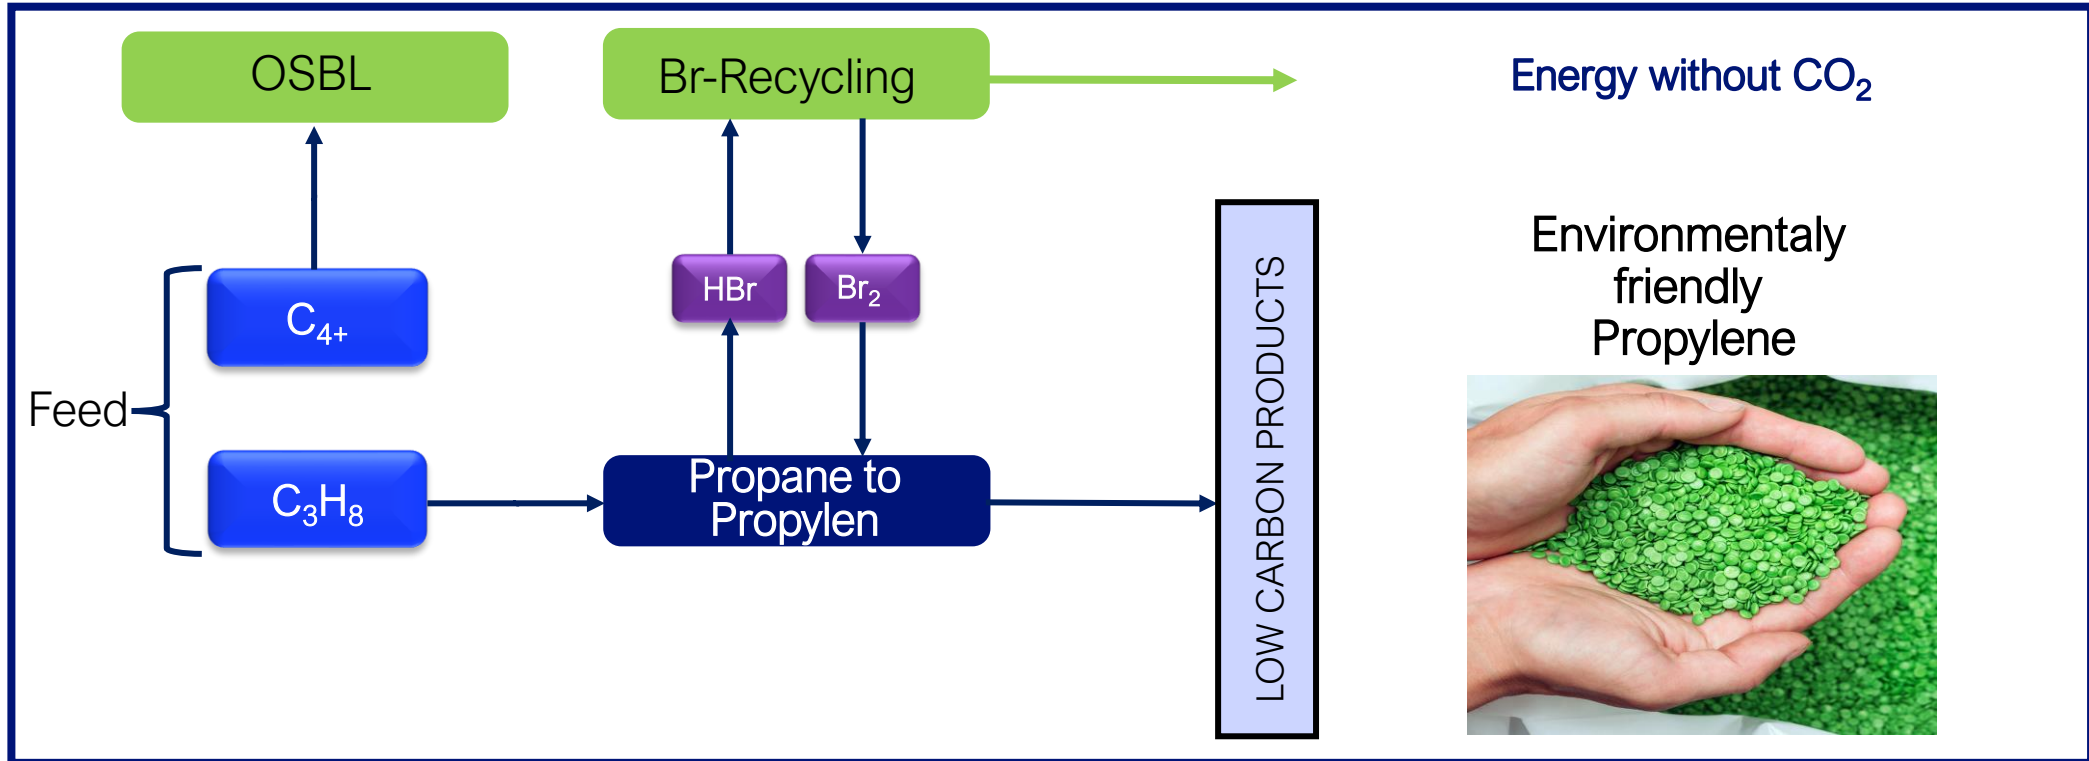 OSBL
Br-Recycling
Energy without CO₂
HBr
Br₂
C₄₊
Feed
C₃H₈
Propane to
Propylen
LOW CARBON PRODUCTS
Environmentaly
friendly
Propylene